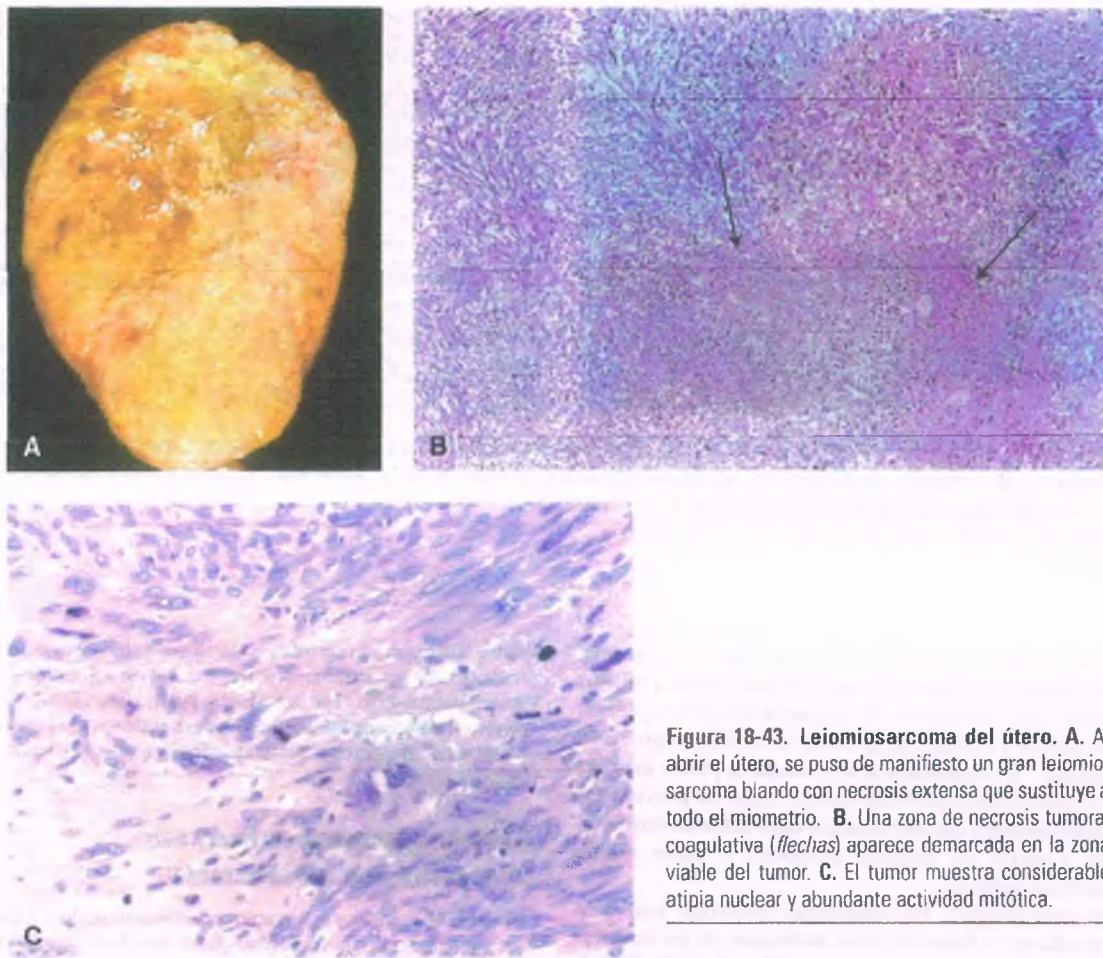 A
B
C
Figura 18-43. Leiomiosarcoma del útero. A. A
abrir el útero, se puso de manifiesto un gran leiomio
sarcoma blando con necrosis extensa que sustituye a
todo el miometrio. B. Una zona de necrosis tumora
coagulativa (flechas) aparece demarcada en la zona
viable del tumor. C. El tumor muestra considerable
atipia nuclear y abundante actividad mitótica.